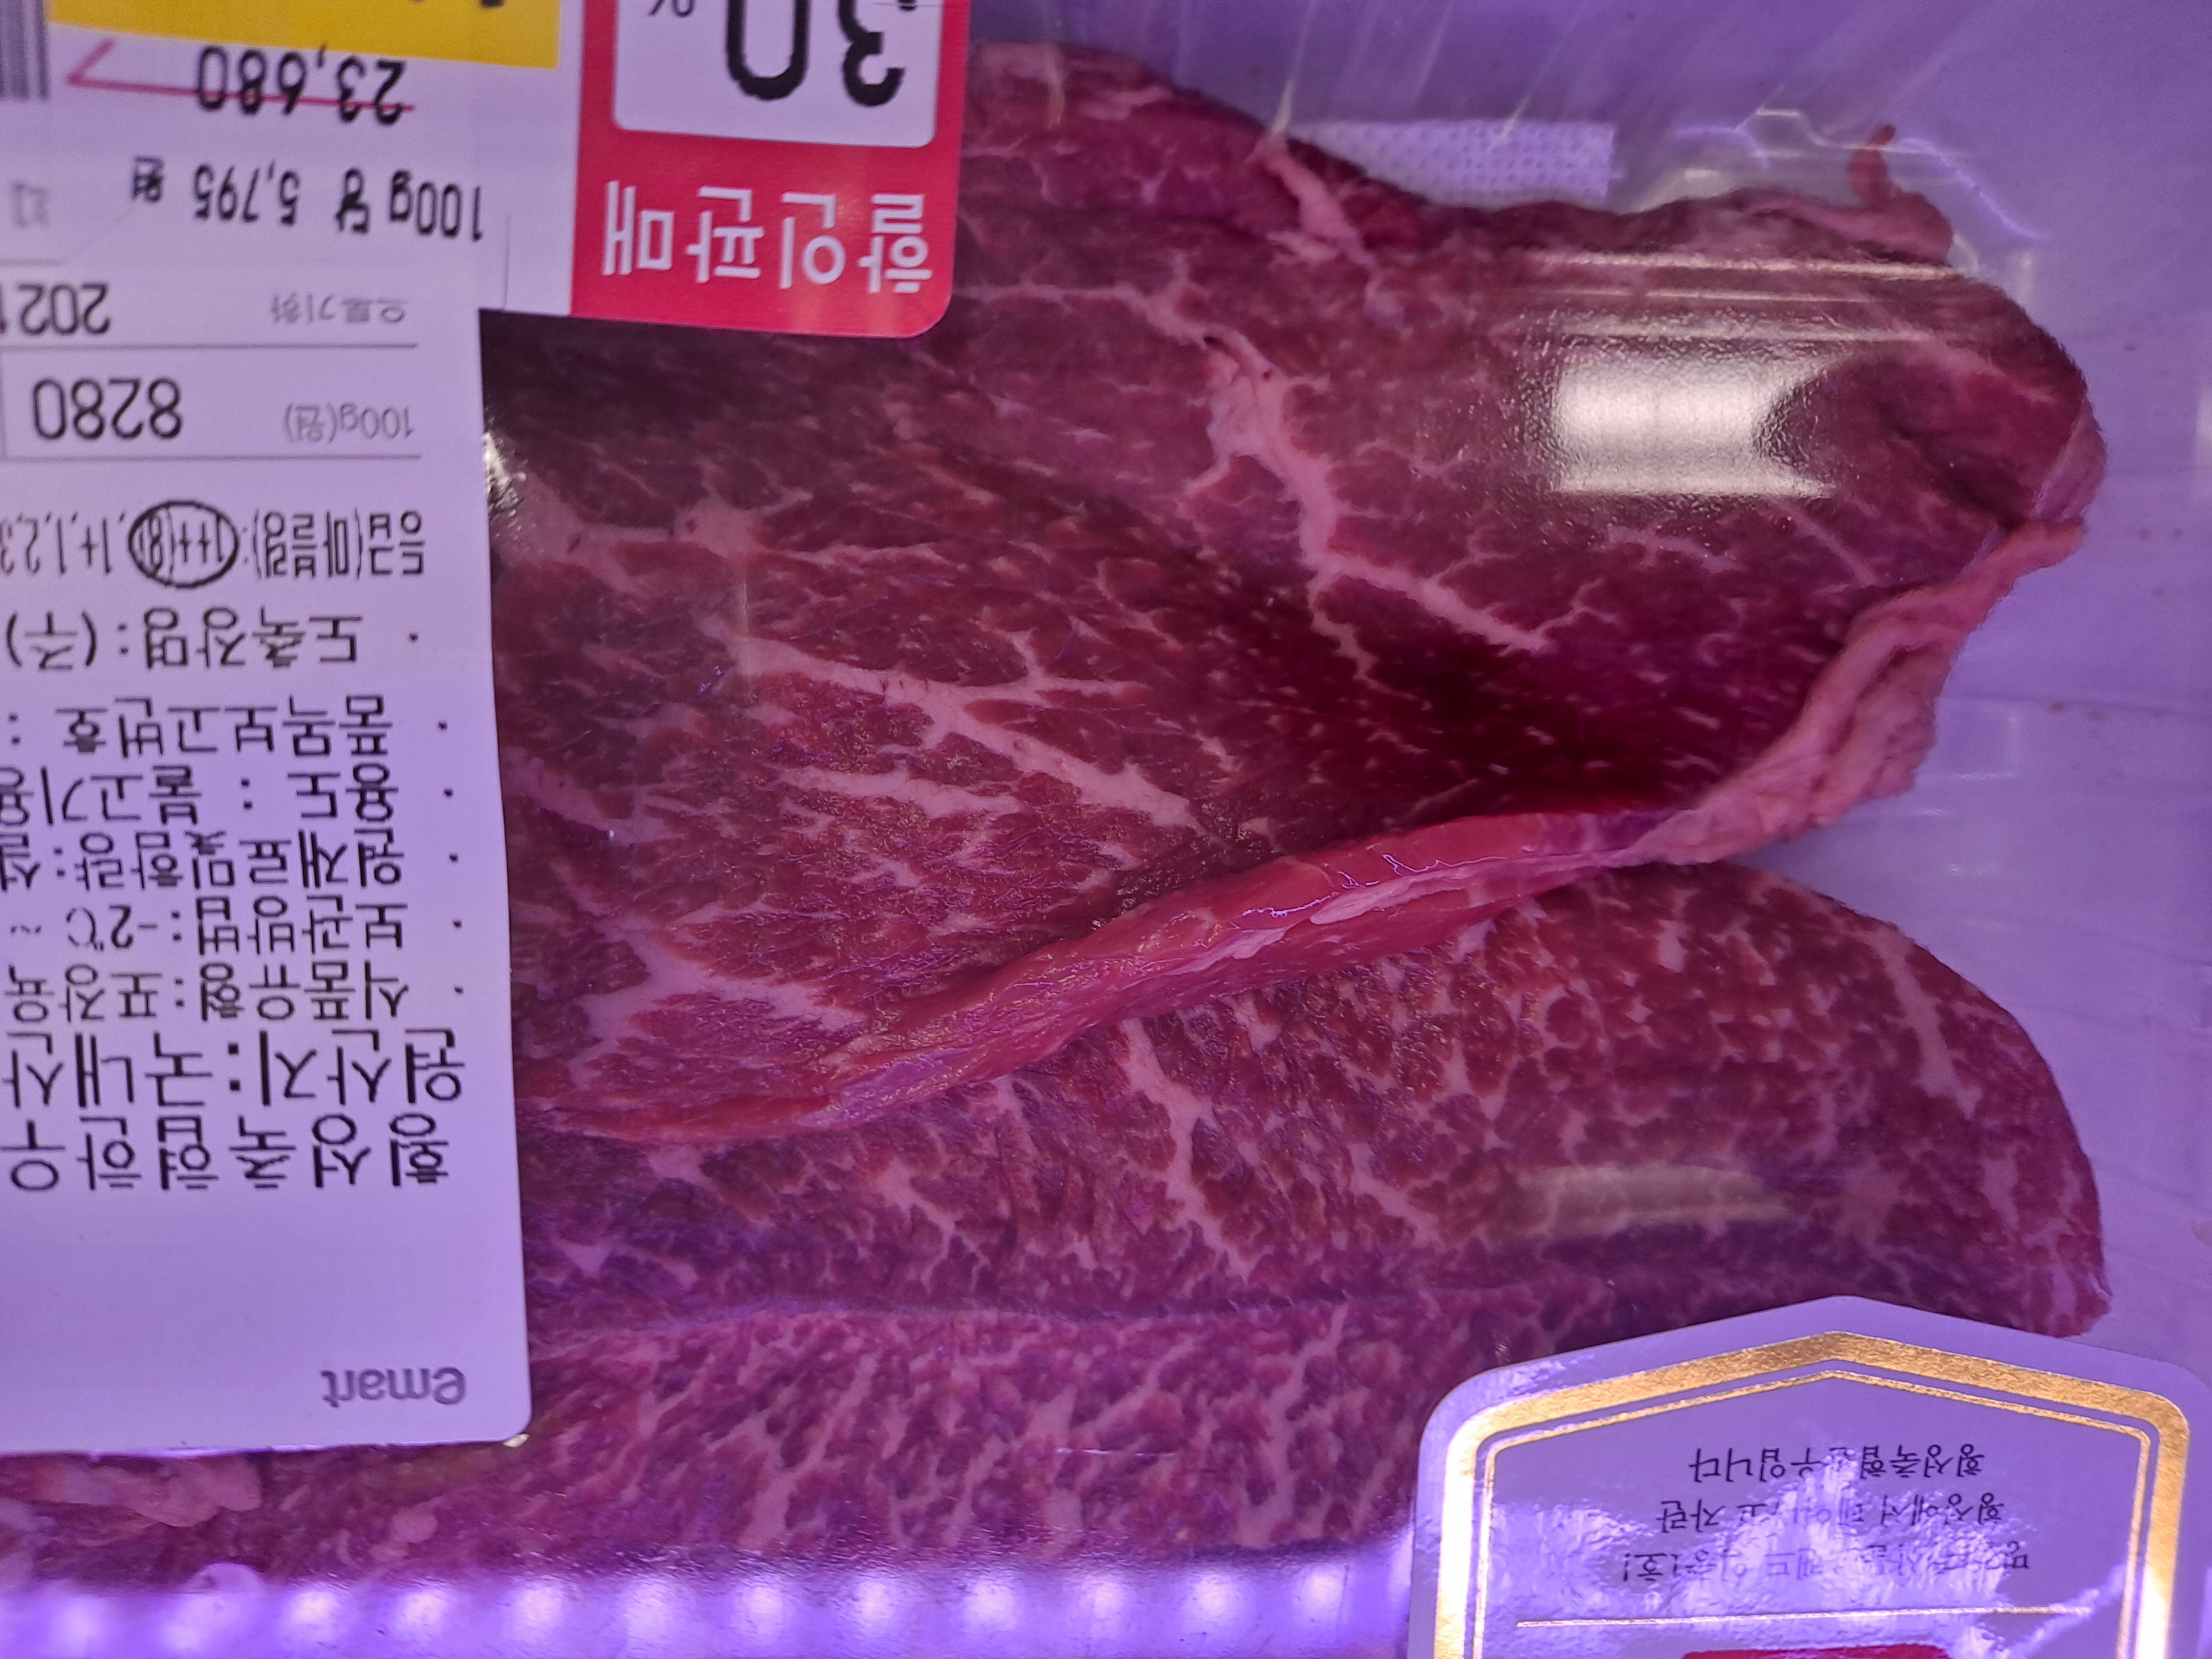 횡성에서 태어나고 자란
횡성축협한우입니다
emart
횡성축협한우
원산지:국내산
· 식품유형:포장육
· 보관방법:-2℃ ~
· 원재료및함량:설
· 용도 : 불고기용
· 품목보고번호 :
· 도축장명:(주)
등급(마블링):1++(8),1+,1,2,3
100g(원) 8280
202
할인판매
30%
100g 당 5,795 원
23,680